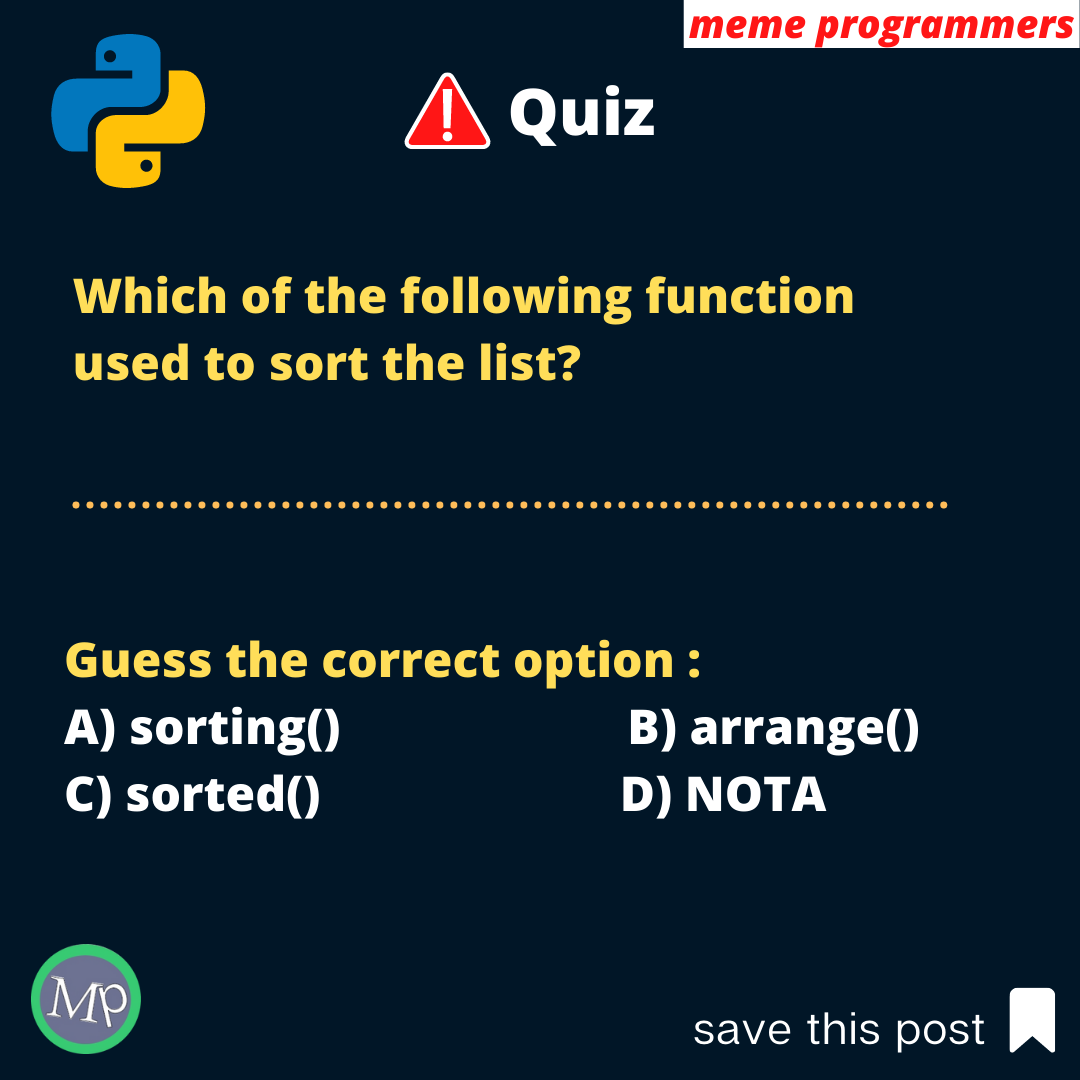 meme programmers
Quiz
Which of the following function
used to sort the list?
Guess the correct option :
A) sorting() B) arrange()
C) sorted() D) NOTA
Mp
save this post